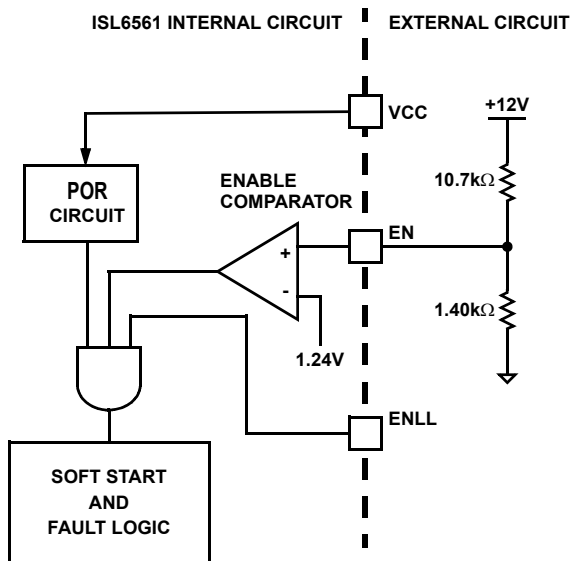 ISL6561 INTERNAL CIRCUIT
EXTERNAL CIRCUIT
VCC
+12V
POR
CIRCUIT
ENABLE
COMPARATOR
10.7kΩ
EN
+
-
1.24V
1.40kΩ
ENLL
SOFT START
AND
FAULT LOGIC